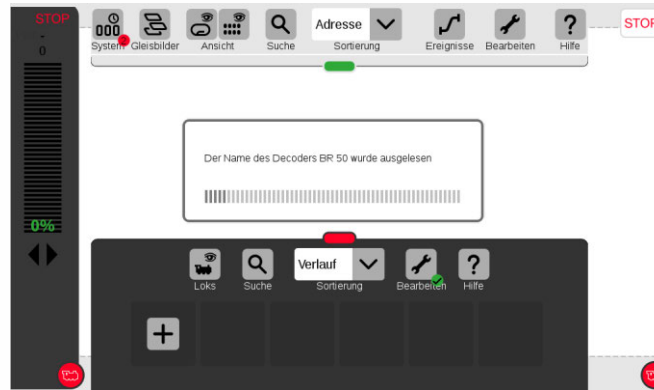 STOP
-
0
0%
System Gleisbilder Ansicht Suche Sortierung Ereignisse Bearbeiten Hilfe
Adresse
?
Der Name des Decoders BR 50 wurde ausgelesen
Verlauf
?
Loks Suche Sortierung Bearbeiten Hilfe
+
STOP